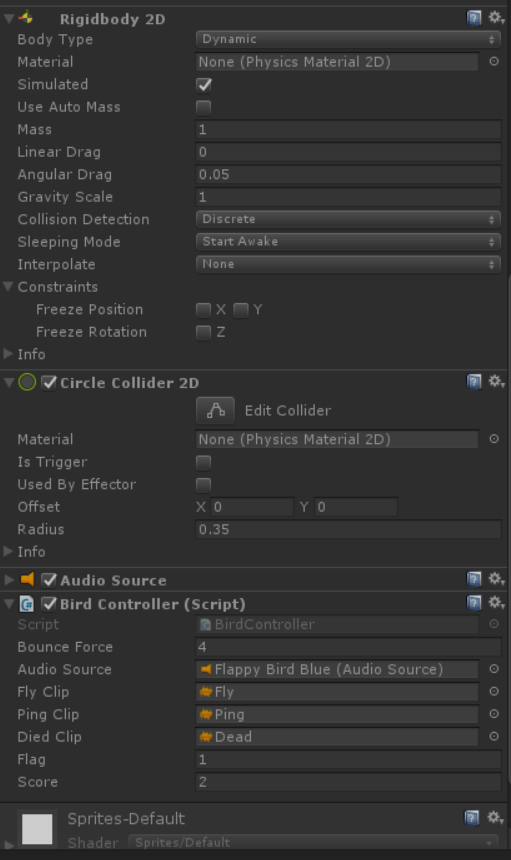 Rigidbody 2D
Body Type Dynamic
Material None (Physics Material 2D)
Simulated
Use Auto Mass
Mass 1
Linear Drag 0
Angular Drag 0.05
Gravity Scale 1
Collision Detection Discrete
Sleeping Mode Start Awake
Interpolate None
Constraints
Freeze Position X Y
Freeze Rotation Z
Info
Circle Collider 2D
Edit Collider
Material None (Physics Material 2D)
Is Trigger
Used By Effector
Offset X 0 Y 0
Radius 0.35
Info
Audio Source
Bird Controller (Script)
Script BirdController
Bounce Force 4
Audio Source Flappy Bird Blue (Audio Source)
Fly Clip Fly
Ping Clip Ping
Died Clip Dead
Flag 1
Score 2
Sprites-Default
Shader Sprites/Default